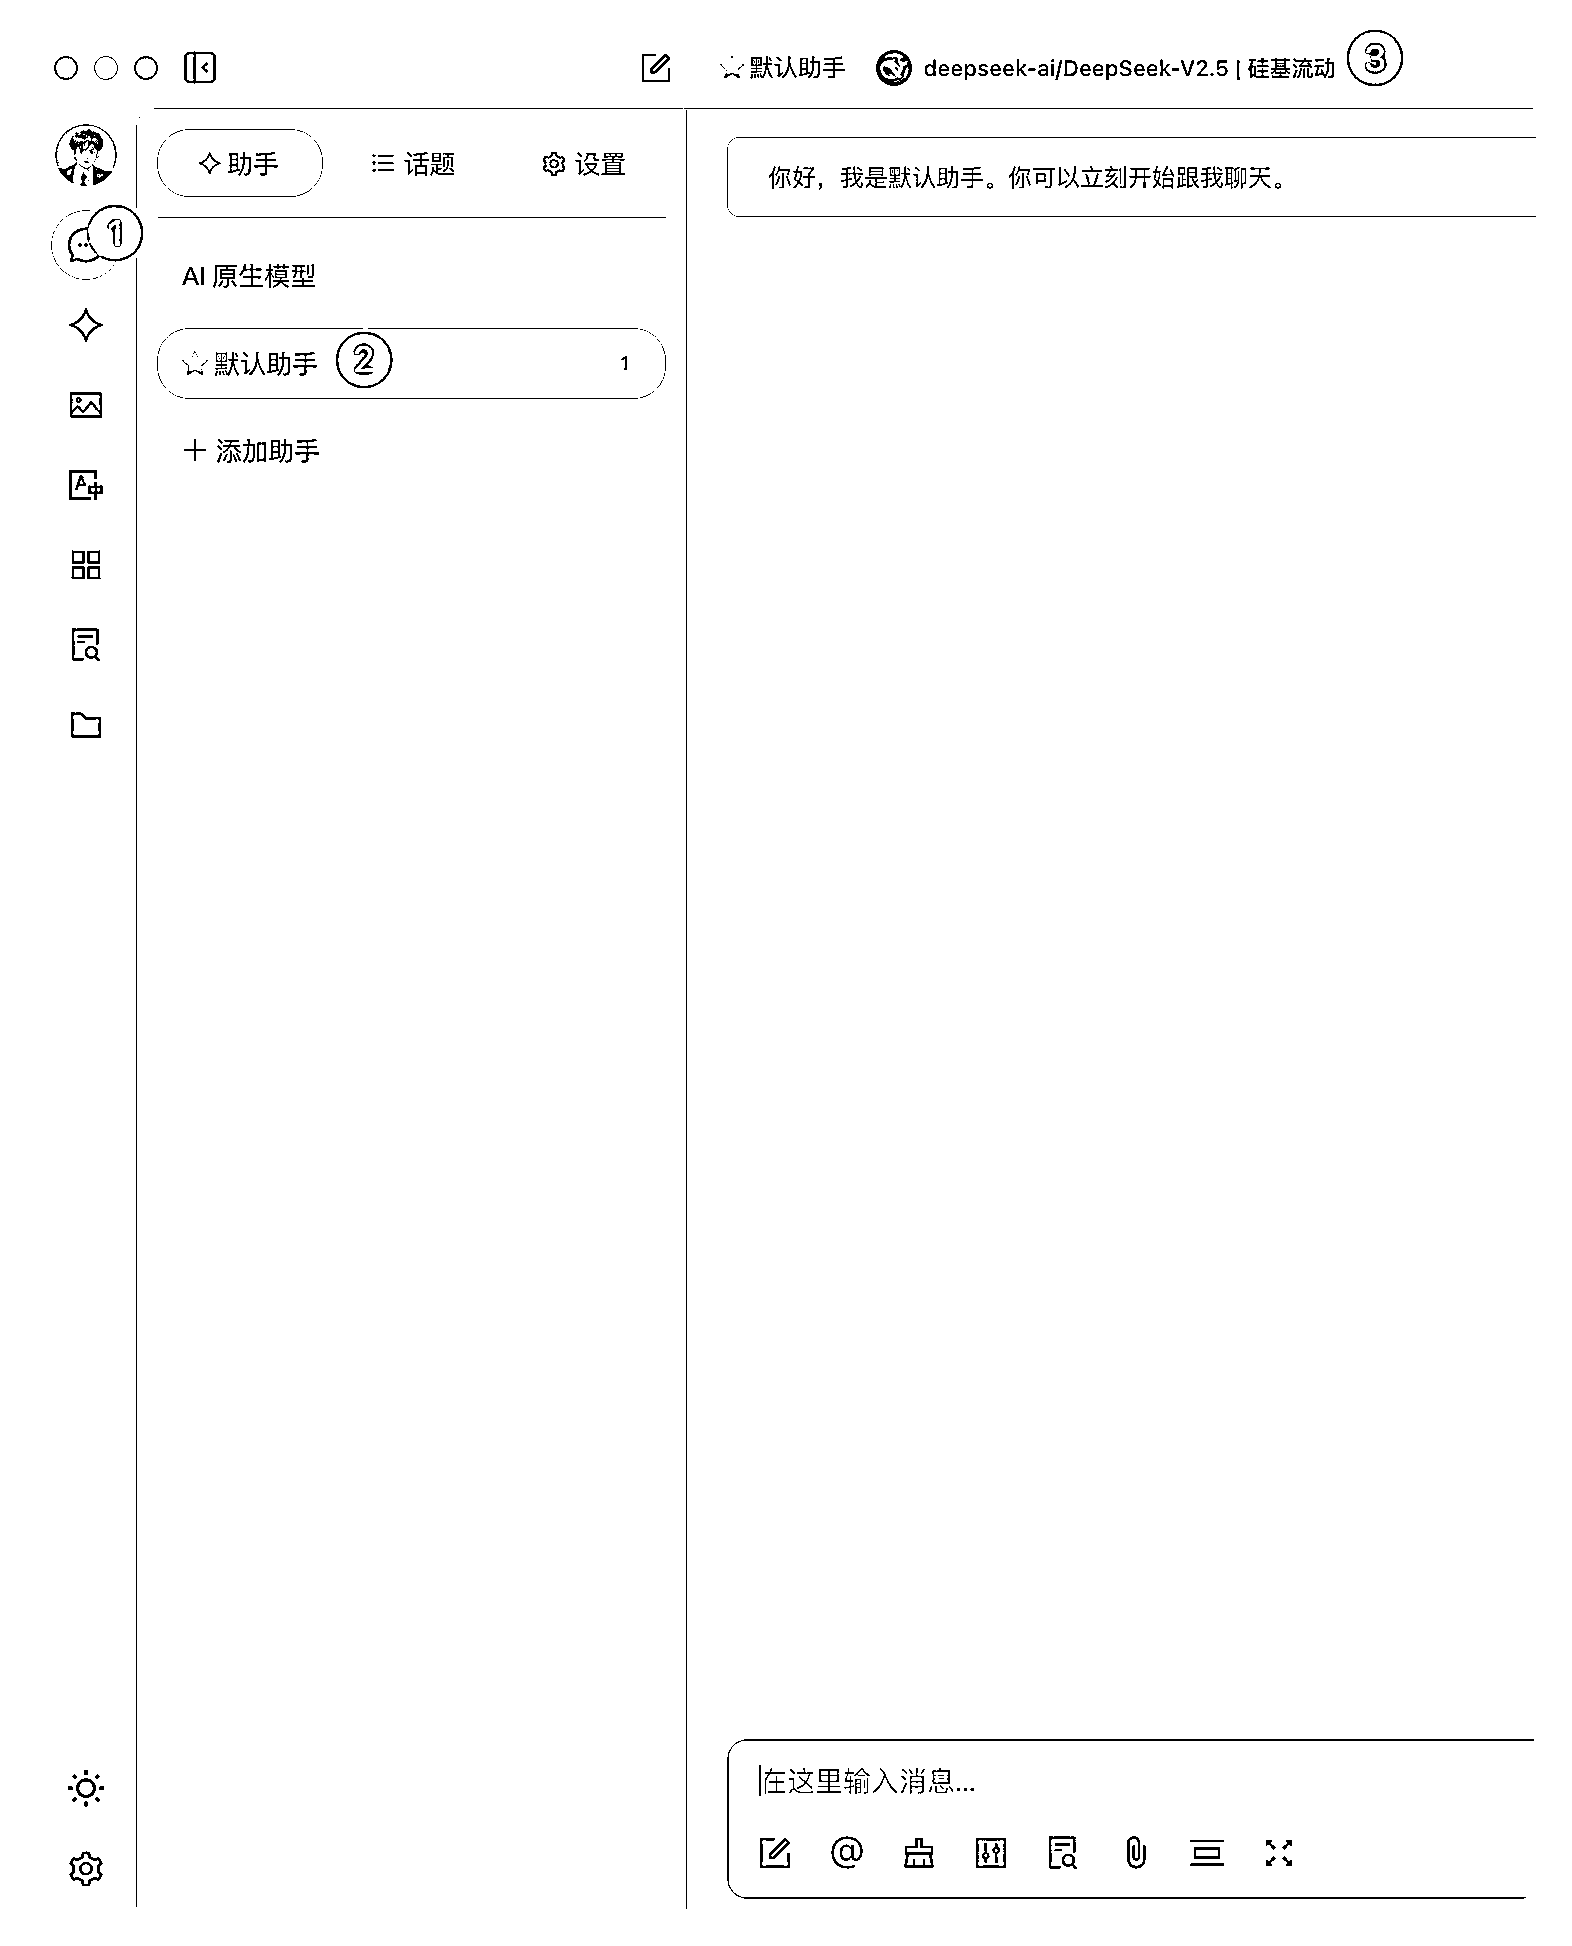 ☆默认助手 deepseek-ai/DeepSeek-V2.5 | 硅基流动 3
助手 话题 设置
你好，我是默认助手。你可以立刻开始跟我聊天。
1
AI 原生模型
☆默认助手 2 1
+ 添加助手
在这里输入消息...